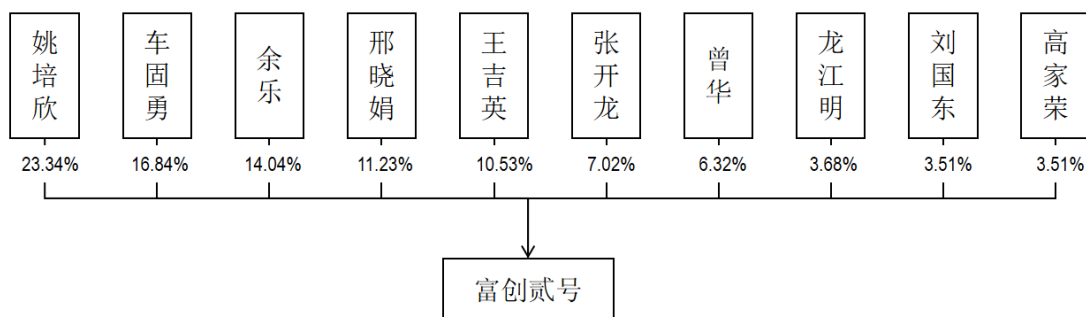 姚培欣
车固勇
余乐
邢晓娟
王吉英
张开龙
曾华
龙江明
刘国东
高家荣
23.34%
16.84%
14.04%
11.23%
10.53%
7.02%
6.32%
3.68%
3.51%
3.51%
富创贰号